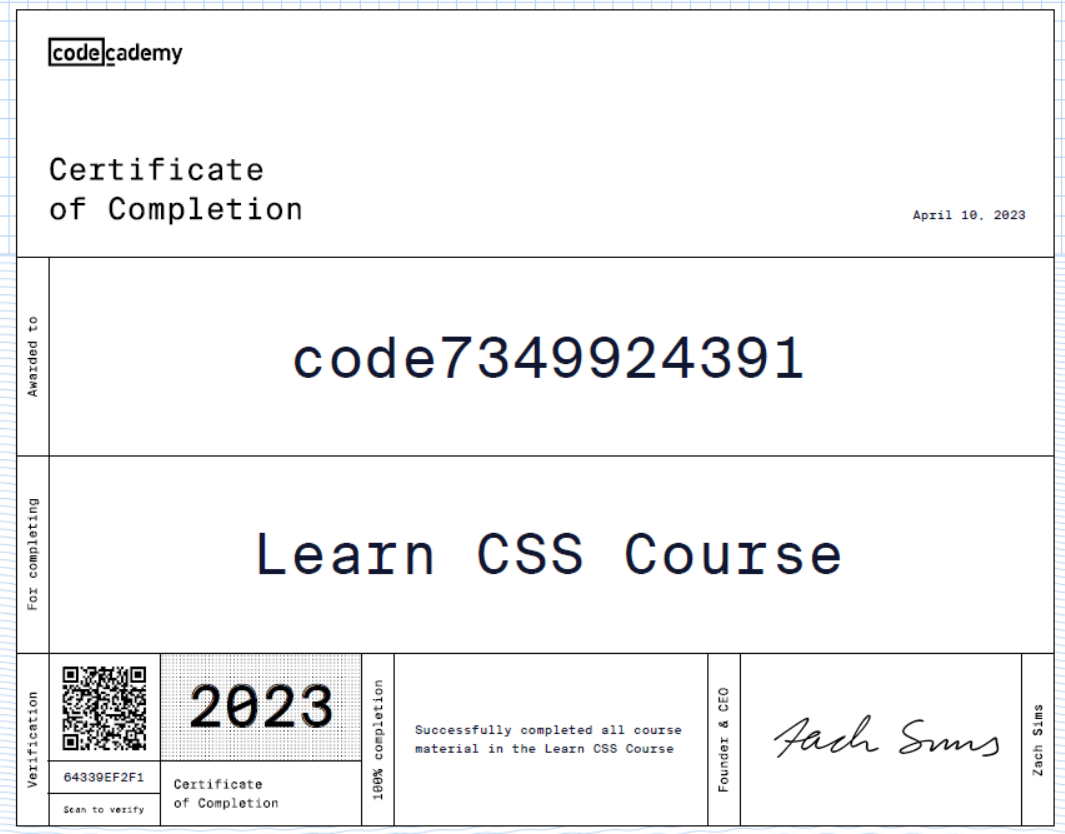 codecademy
Certificate
of Completion
April 10, 2023
Awarded to
code7349924391
For completing
Learn CSS Course
Verification
64339EF2F1
Scan to verify
2023
Certificate
of Completion
100% completion
Successfully completed all course
material in the Learn CSS Course
Founder & CEO
Zach Sims
Zach Sims